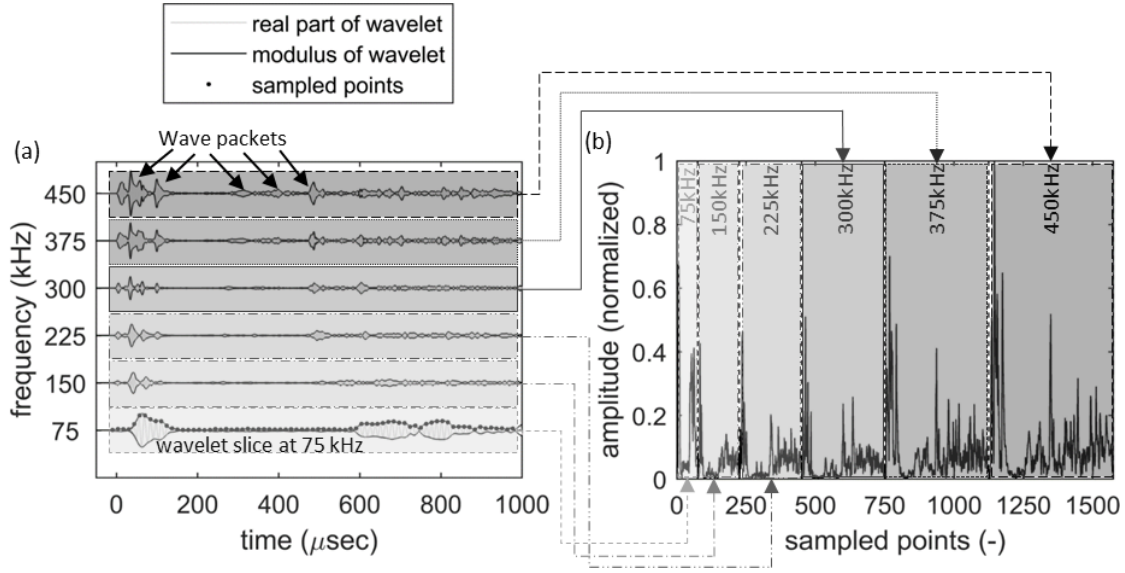 real part of wavelet
modulus of wavelet
sampled points
(a)
Wave packets
frequency (kHz)
450
375
300
225
150
75
wavelet slice at 75 kHz
0
200
400
600
800
1000
time (μsec)
(b)
amplitude (normalized)
1
0.8
0.6
0.4
0.2
0
75kHz
150kHz
225kHz
300kHz
375kHz
450kHz
0
250
500
750
1000
1250
1500
sampled points (-)